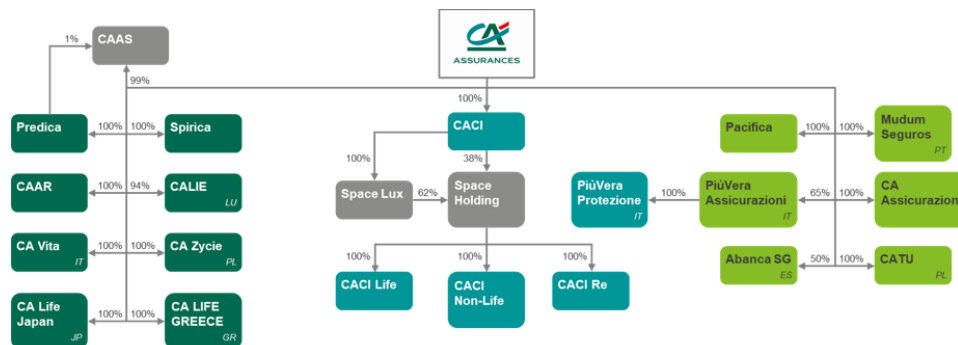 CA
ASSURANCES
1%
CAAS
99%
100%
Predica
100%
100%
Spirica
CACI
Pacifica
100%
100%
Mudum
Seguros
PT
100%
38%
CAAR
100%
94%
CALIE
LU
Space Lux
62%
Space
Holding
PiùVera
Protezione
IT
100%
PiùVera
Assicurazioni
IT
65%
100%
CA
Assicurazioni
CA Vita
IT
100%
100%
CA Zycie
PL
Abanca SG
ES
50%
100%
CATU
PL
100%
100%
100%
CACI Life
CACI
Non-Life
CACI Re
CA Life
Japan
JP
100%
100%
CA LIFE
GREECE
GR